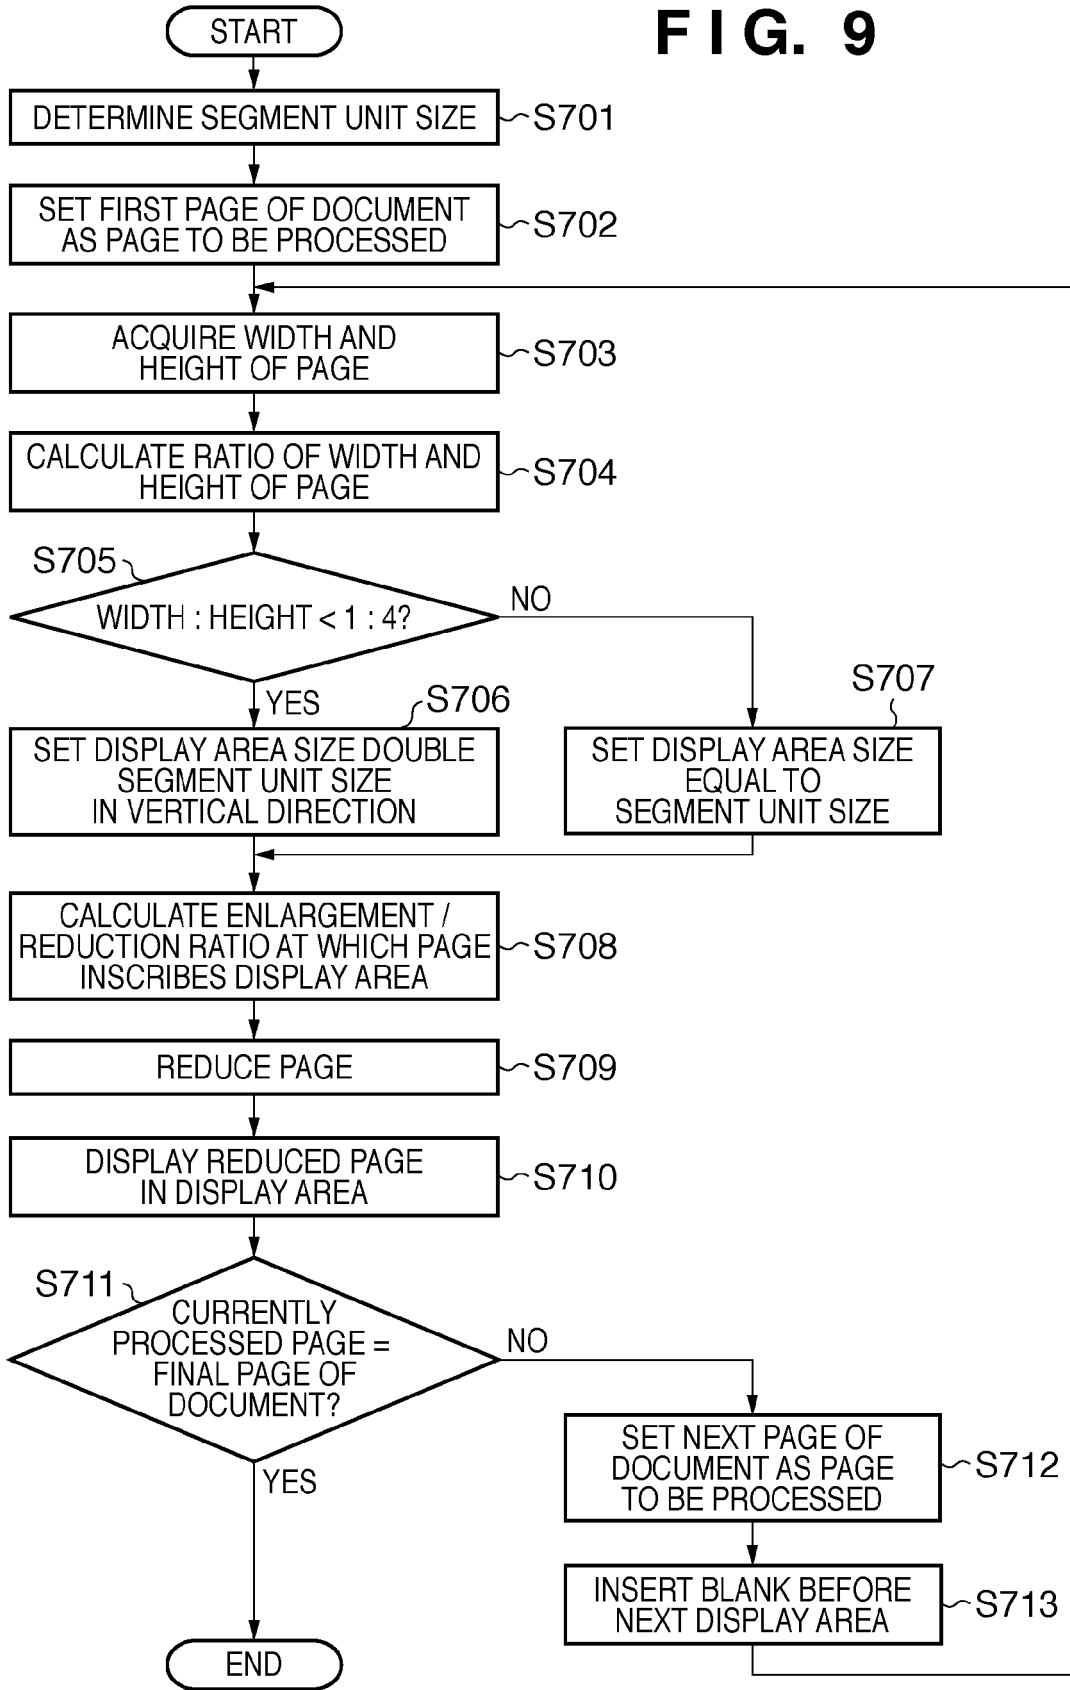 START
FIG. 9
DETERMINE SEGMENT UNIT SIZE
S701
SET FIRST PAGE OF DOCUMENT
AS PAGE TO BE PROCESSED
S702
ACQUIRE WIDTH AND
HEIGHT OF PAGE
S703
CALCULATE RATIO OF WIDTH AND
HEIGHT OF PAGE
S704
S705
WIDTH : HEIGHT < 1 : 4?
NO
YES
S706
SET DISPLAY AREA SIZE DOUBLE
SEGMENT UNIT SIZE
IN VERTICAL DIRECTION
S707
SET DISPLAY AREA SIZE
EQUAL TO
SEGMENT UNIT SIZE
CALCULATE ENLARGEMENT /
REDUCTION RATIO AT WHICH PAGE
INSCRIBES DISPLAY AREA
S708
REDUCE PAGE
S709
DISPLAY REDUCED PAGE
IN DISPLAY AREA
S710
S711
CURRENTLY
PROCESSED PAGE =
FINAL PAGE OF
DOCUMENT?
NO
YES
SET NEXT PAGE OF
DOCUMENT AS PAGE
TO BE PROCESSED
S712
INSERT BLANK BEFORE
NEXT DISPLAY AREA
S713
END